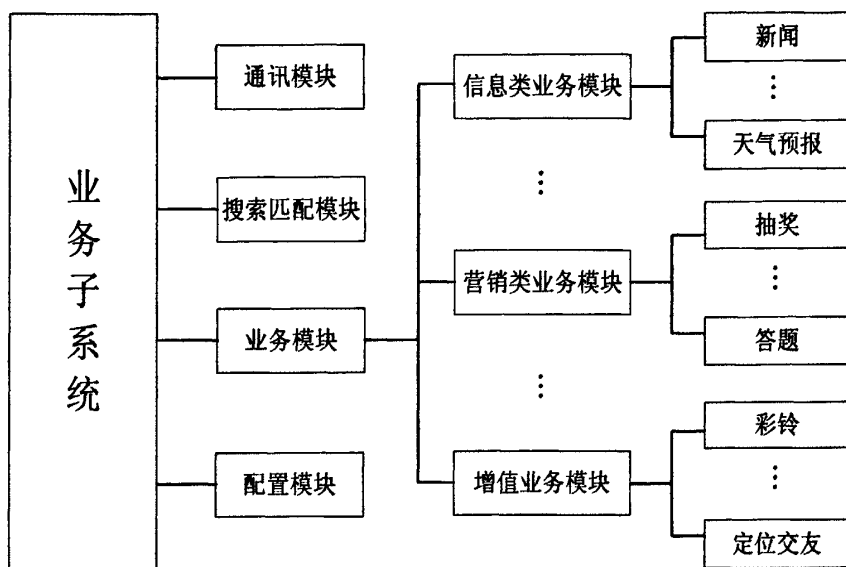 业务子系统
通讯模块
搜索匹配模块
业务模块
配置模块
信息类业务模块
⋮
营销类业务模块
⋮
增值业务模块
新闻
⋮
天气预报
抽奖
⋮
答题
彩铃
⋮
定位交友